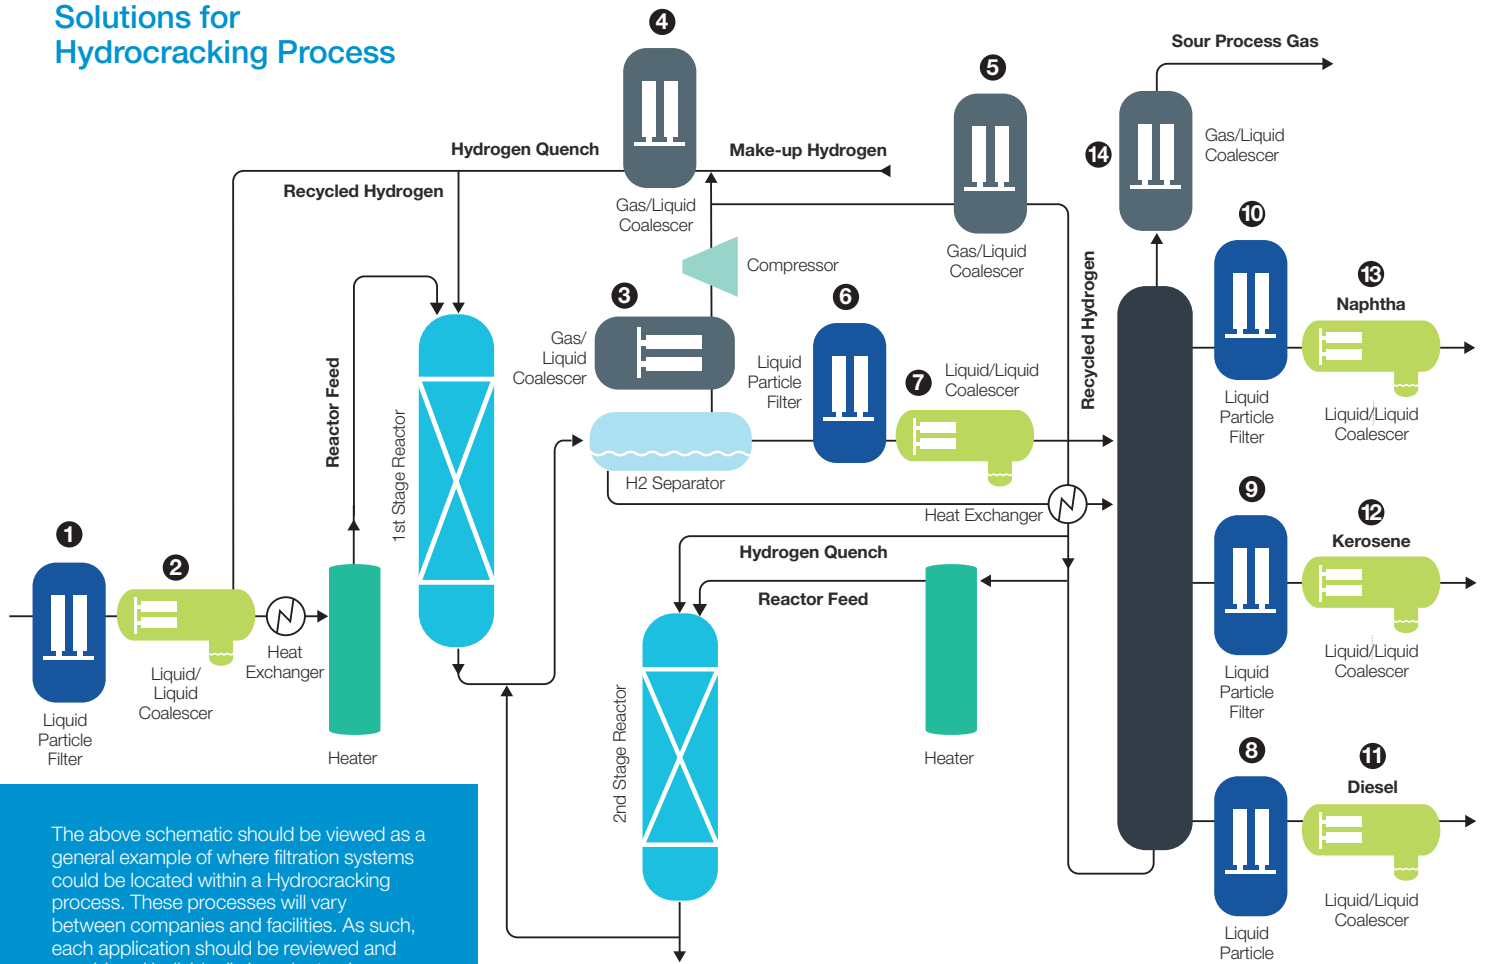 Solutions for
Hydrocracking Process
4
Sour Process Gas
5
Gas/Liquid
Coalescer
14
Hydrogen Quench
Make-up Hydrogen
Recycled Hydrogen
Gas/Liquid
Coalescer
10
Gas/Liquid
Coalescer
Compressor
Recycled Hydrogen
13
Naphtha
3
6
Gas/
Liquid
Coalescer
Liquid
Particle
Filter
7
Liquid/Liquid
Coalescer
Reactor Feed
1st Stage Reactor
Liquid
Particle
Filter
Liquid/Liquid
Coalescer
H2 Separator
9
Heat Exchanger
12
Kerosene
1
2
Hydrogen Quench
Reactor Feed
Heat
Exchanger
Liquid/
Liquid
Coalescer
Liquid
Particle
Filter
Heater
Liquid
Particle
Filter
Liquid/Liquid
Coalescer
2nd Stage Reactor
Heater
8
11
Diesel
Liquid
Particle
Liquid/Liquid
Coalescer
The above schematic should be viewed as a
general example of where filtration systems
could be located within a Hydrocracking
process. These processes will vary
between companies and facilities. As such,
each application should be reviewed and